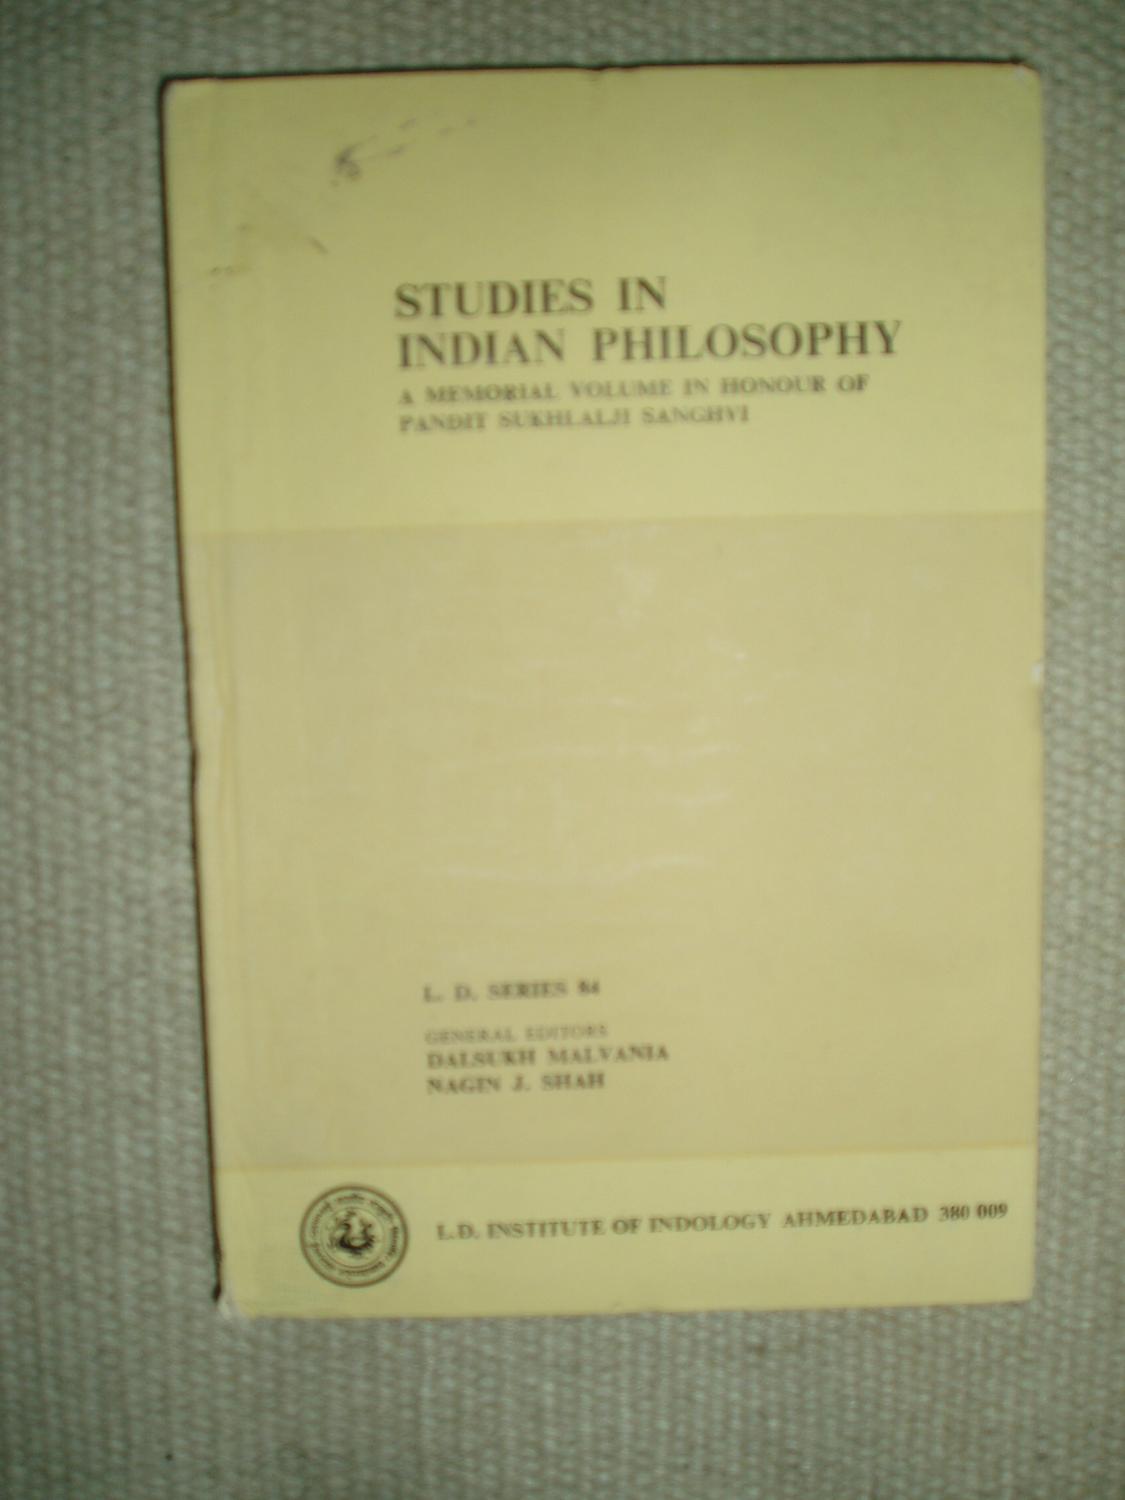 STUDIES IN
INDIAN PHILOSOPHY
A MEMORIAL VOLUME IN HONOUR OF
PANDIT SUKHLALJI SANGHVI
L. D. SERIES 84
GENERAL EDITORS
DALSUKH MALVANIA
NAGIN J. SHAH
L.D. INSTITUTE OF INDOLOGY AHMEDABAD 380 009